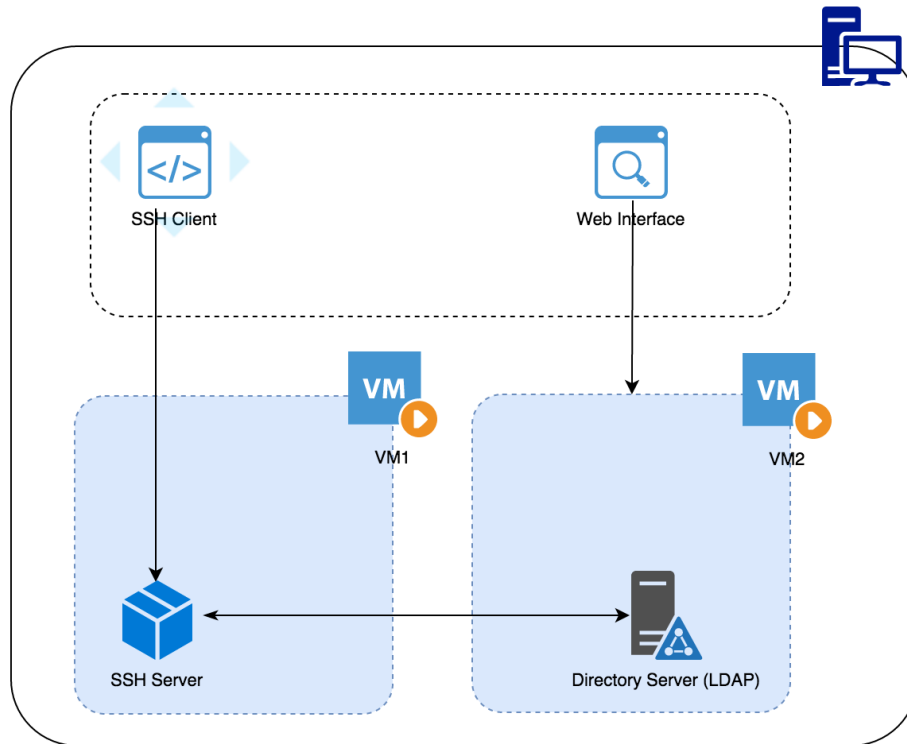 </>
SSH Client
Web Interface
VM
VM1
VM
VM2
SSH Server
Directory Server (LDAP)